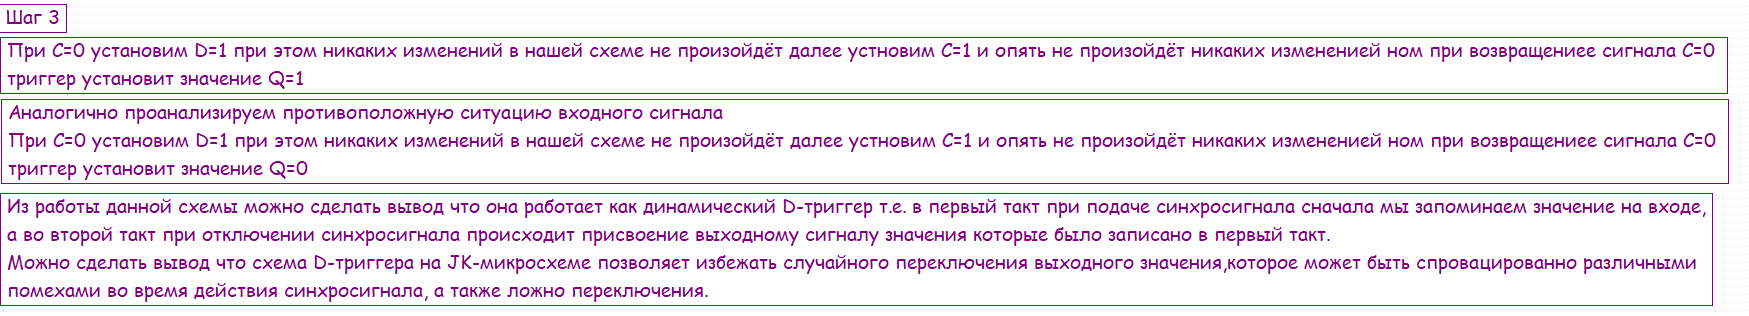 Шаг 3
При C=0 установим D=1 при этом никаких изменений в нашей схеме не произойдёт далее устновим C=1 и опять не произойдёт никаких измененией ном при возвращениее сигнала C=0
триггер установит значение Q=1
Аналогично проанализируем противоположную ситуацию входного сигнала
При C=0 установим D=1 при этом никаких изменений в нашей схеме не произойдёт далее устновим C=1 и опять не произойдёт никаких измененией ном при возвращениее сигнала C=0
триггер установит значение Q=0
Из работы данной схемы можно сделать вывод что она работает как динамический D-триггер т.е. в первый такт при подаче синхросигнала сначала мы запоминаем значение на входе,
а во второй такт при отключении синхросигнала происходит присвоение выходному сигналу значения которые было записано в первый такт.
Можно сделать вывод что схема D-триггера на JK-микросхеме позволяет избежать случайного переключения выходного значения,которое может быть спровацированно различными
помехами во время действия синхросигнала, а также ложно переключения.